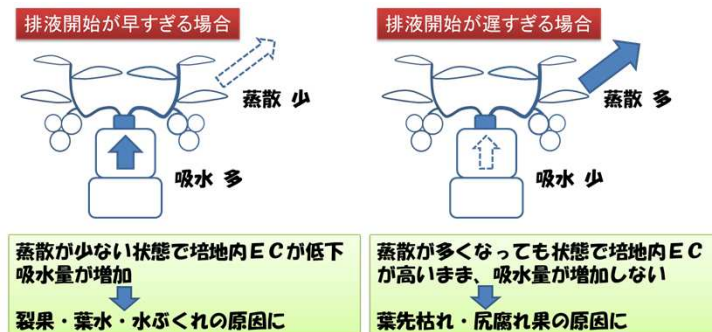 排液開始が早すぎる場合
蒸散 少
吸水 多
蒸散が少ない状態で培地内ＥＣが低下
吸水量が増加
裂果・葉水・水ぶくれの原因に
排液開始が遅すぎる場合
蒸散 多
吸水 少
蒸散が多くなっても状態で培地内ＥＣ
が高いまま、吸水量が増加しない
葉先枯れ・尻腐れ果の原因に